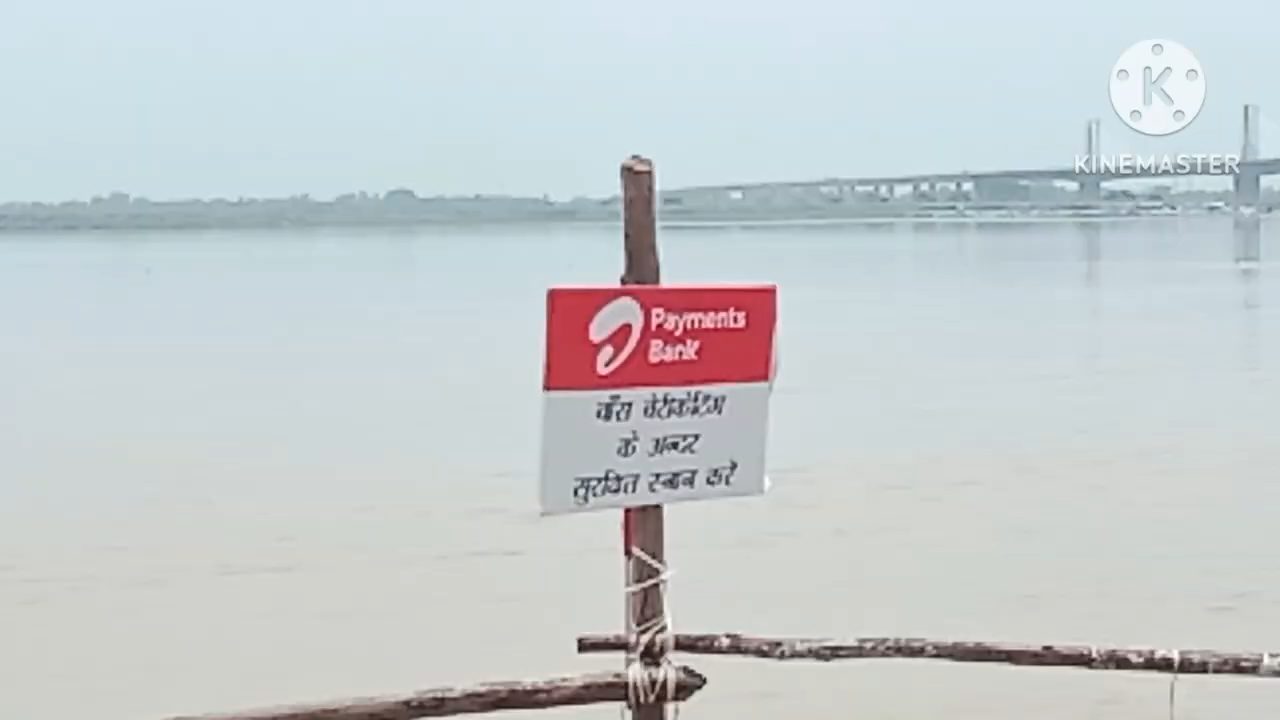 K
KINEMASTER
Payments
Bank
बाँस बेरीकेटिंग
के अन्दर
सुरक्षित स्नान करें